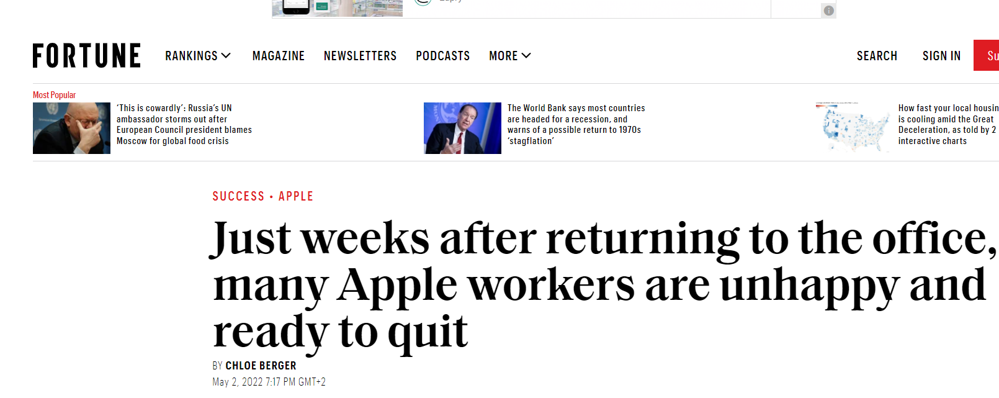 FORTUNE RANKINGS MAGAZINE NEWSLETTERS PODCASTS MORE SEARCH SIGN IN Su
Most Popular
‘This is cowardly’: Russia’s UN
ambassador storms out after
European Council president blames
Moscow for global food crisis
The World Bank says most countries
are headed for a recession, and
warns of a possible return to 1970s
‘stagflation’
How fast your local housin
is cooling amid the Great
Deceleration, as told by 2
interactive charts
SUCCESS • APPLE
Just weeks after returning to the office,
many Apple workers are unhappy and
ready to quit
BY CHLOE BERGER
May 2, 2022 7:17 PM GMT+2